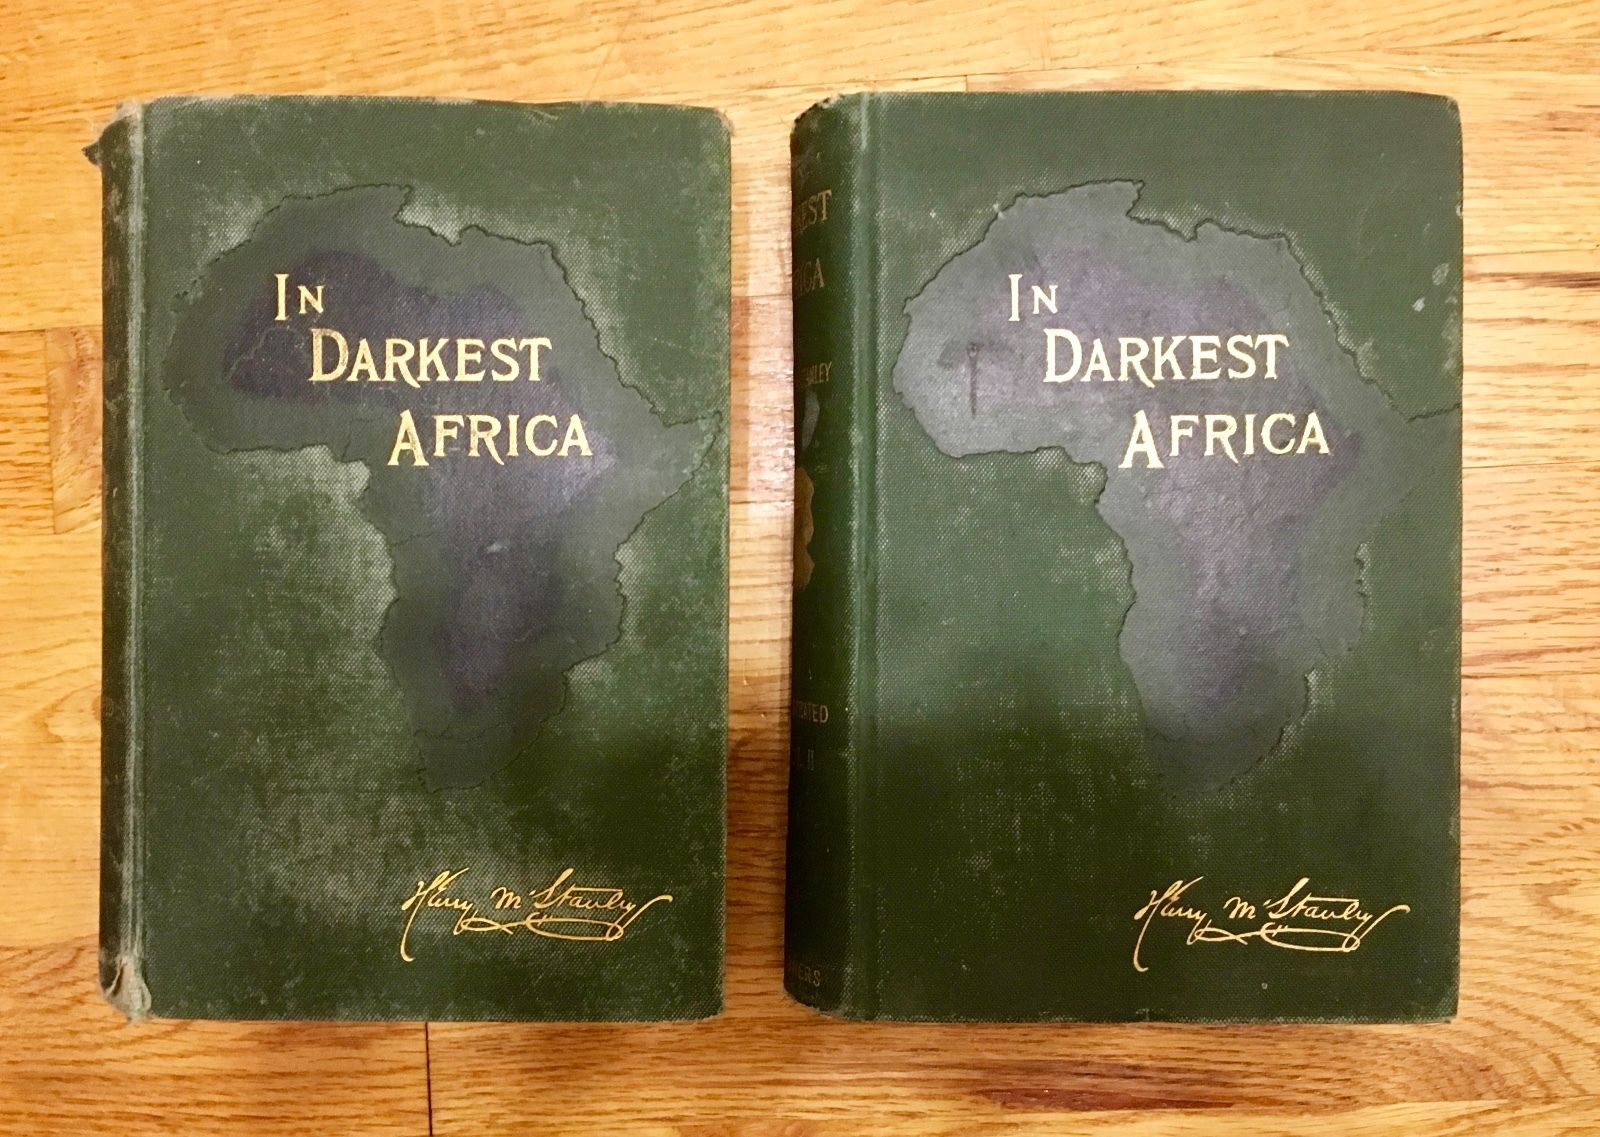 In
Darkest
Africa
Henry M Stanley
In
Darkest
Africa
Henry M Stanley